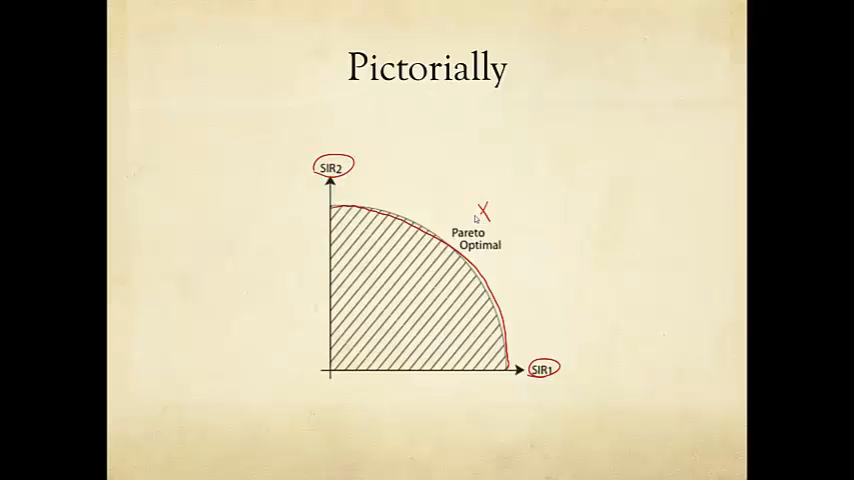 Pictorially
SIR2
X
Pareto
Optimal
SIR1